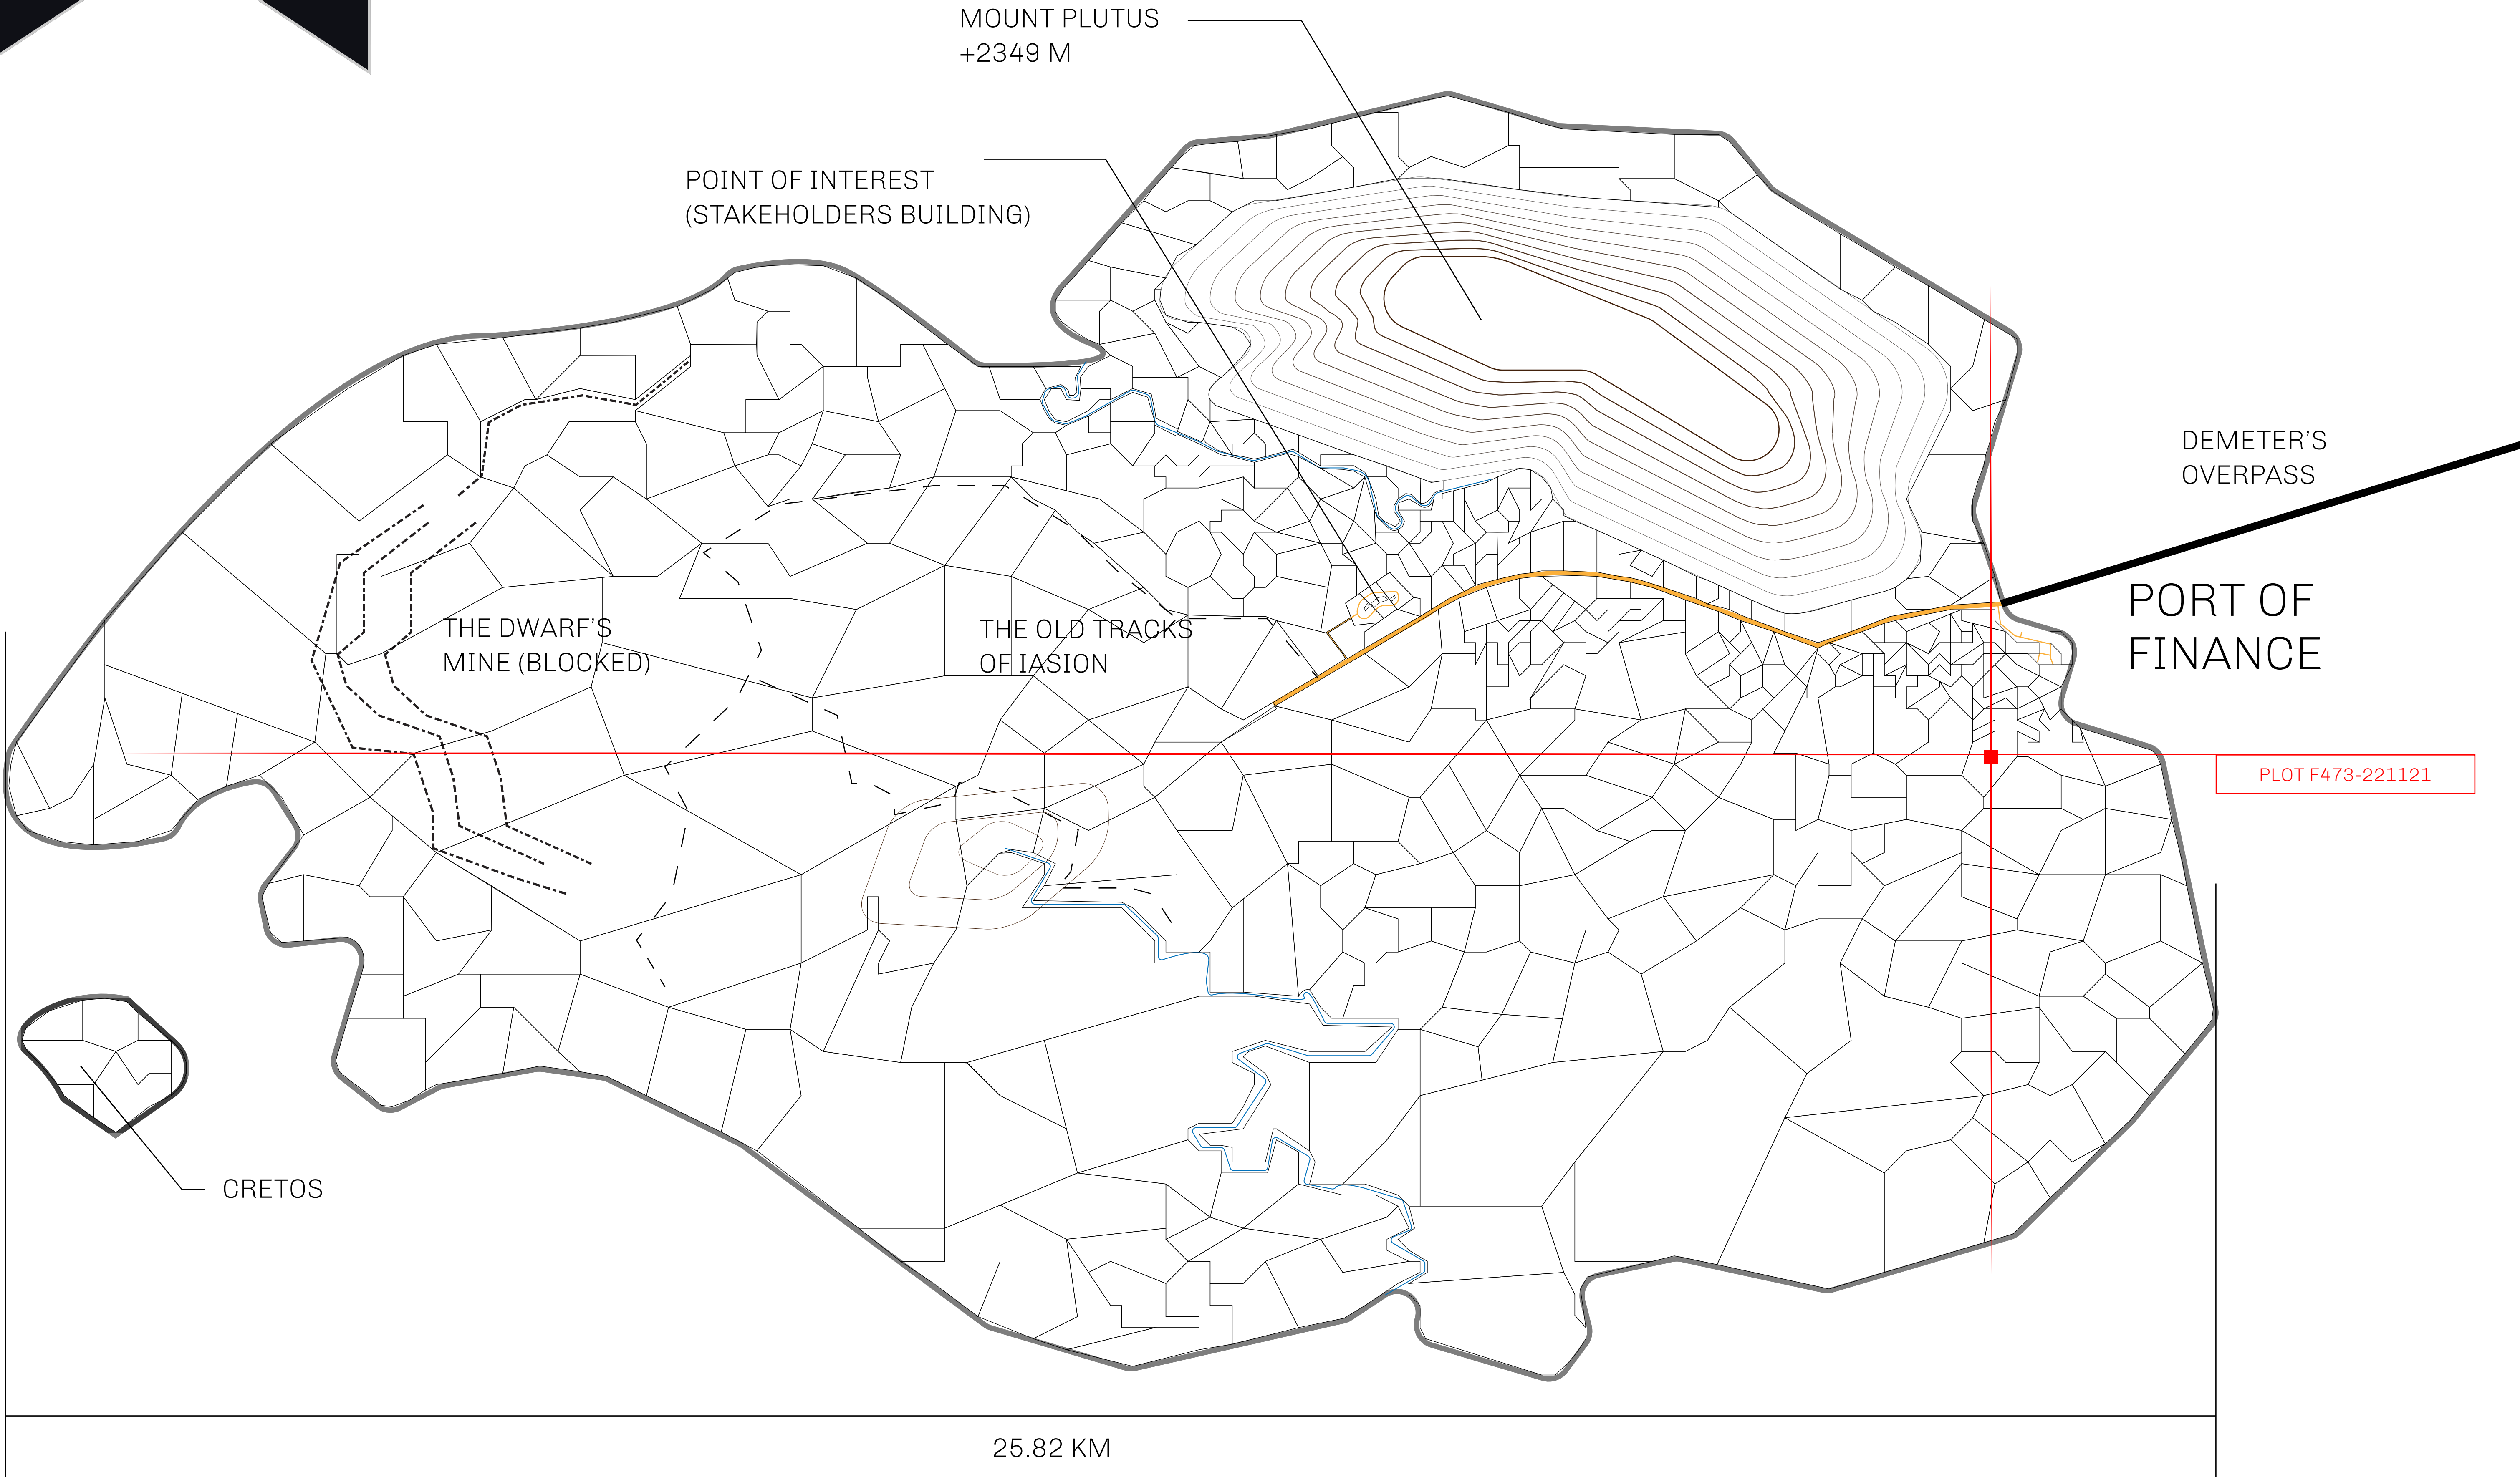 MOUNT PLUTUS
+2349 M
POINT OF INTEREST
(STAKEHOLDERS BUILDING)
DEMETER'S
OVERPASS
PORT OF
FINANCE
THE DWARF'S
MINE (BLOCKED)
THE OLD TRACKS
OF IASION
PLOT F473-221121
CRETOS
25.82 KM